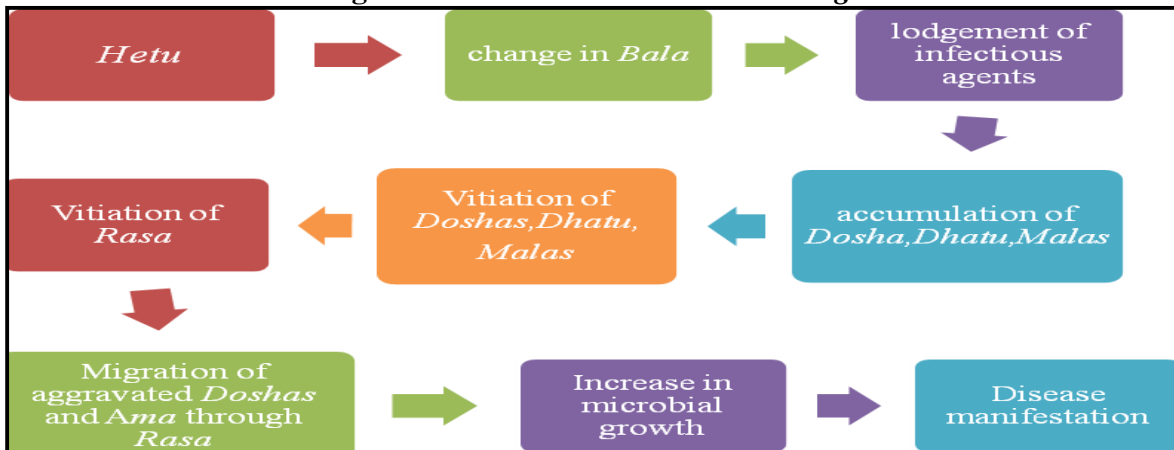 Hetu
change in Bala
lodgement of
infectious
agents
Vitiation of
Rasa
Vitiation of
Doshas,Dhatu,
Malas
accumulation of
Dosha,Dhatu,Malas
Migration of
aggravated Doshas
and Ama through
Rasa
Increase in
microbial
growth
Disease
manifestation